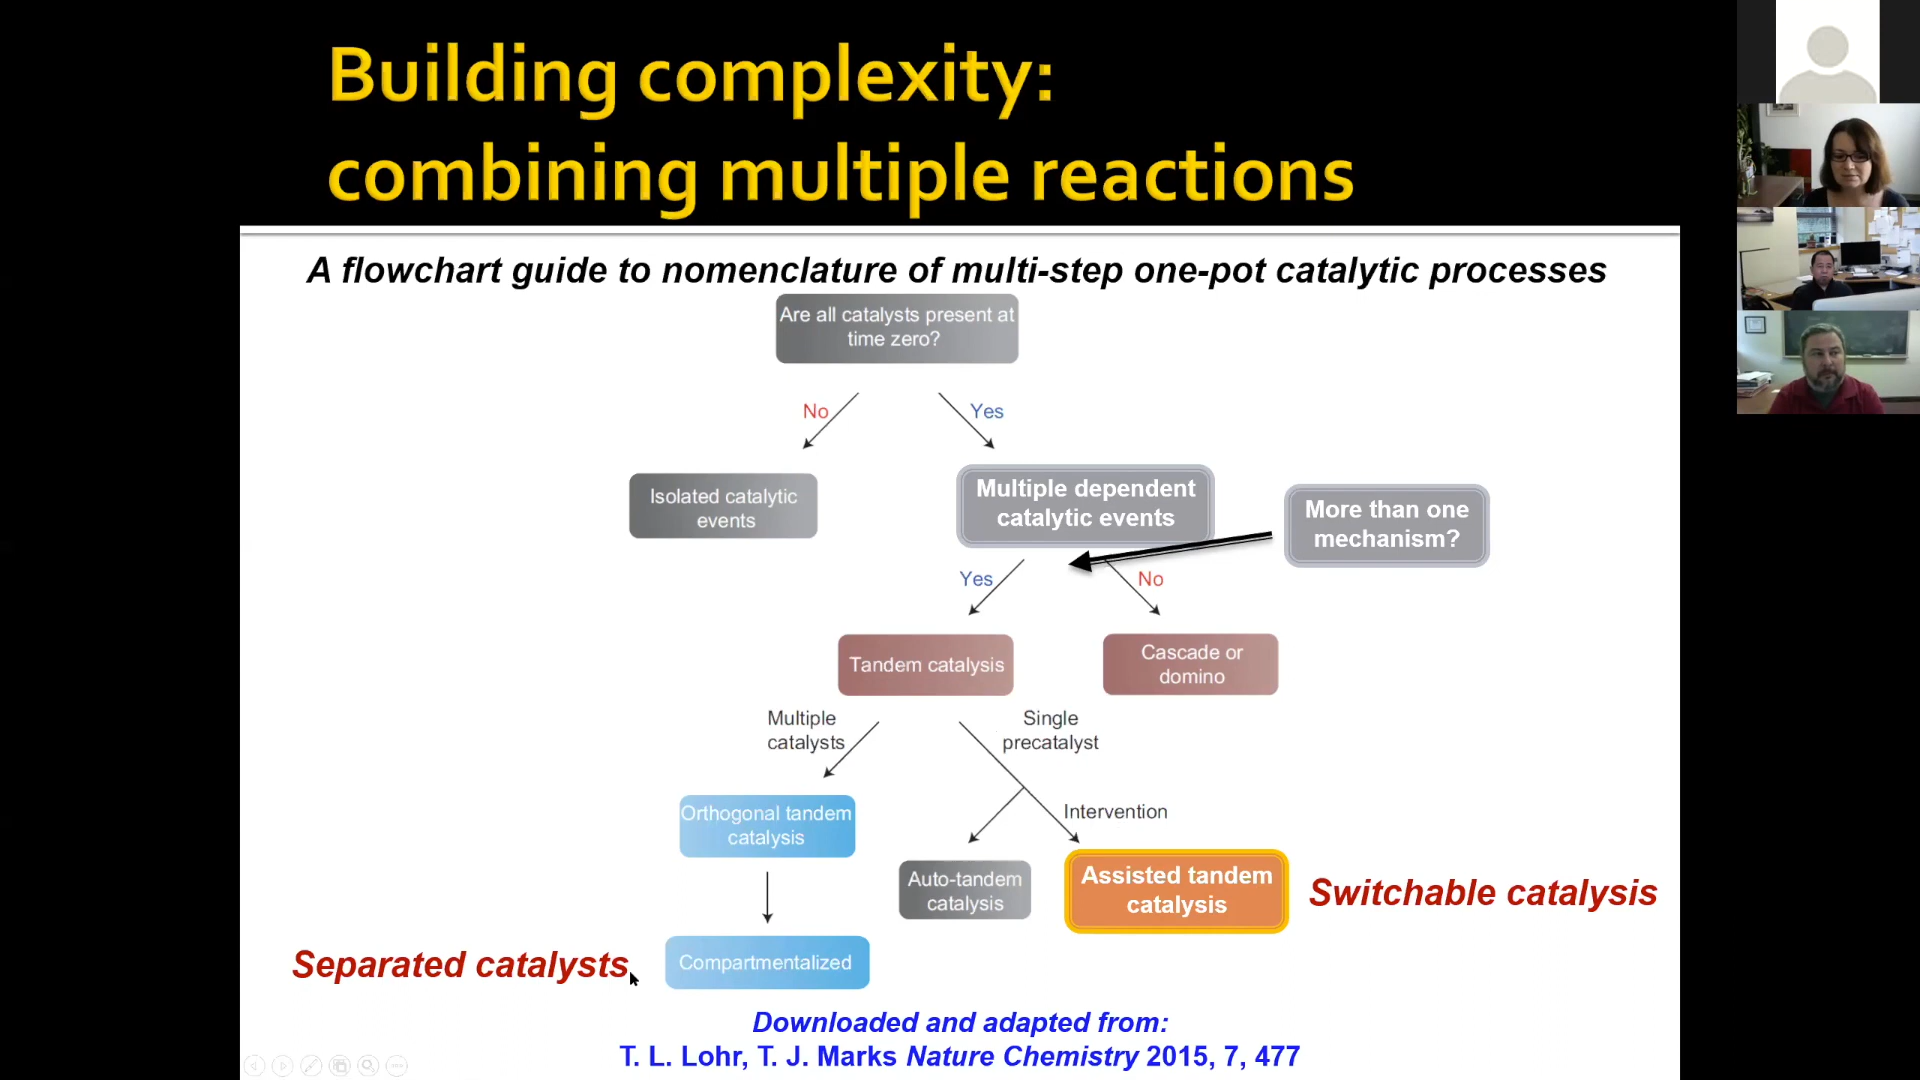 Building complexity:
combining multiple reactions
A flowchart guide to nomenclature of multi-step one-pot catalytic processes
Are all catalysts present at
time zero?
No
Yes
Isolated catalytic
events
Multiple dependent
catalytic events
More than one
mechanism?
Yes
No
Tandem catalysis
Cascade or
domino
Multiple
catalysts
Single
precatalyst
Orthogonal tandem
catalysis
Intervention
Auto-tandem
catalysis
Assisted tandem
catalysis
Switchable catalysis
Separated catalysts
Compartmentalized
Downloaded and adapted from:
T. L. Lohr, T. J. Marks Nature Chemistry 2015, 7, 477